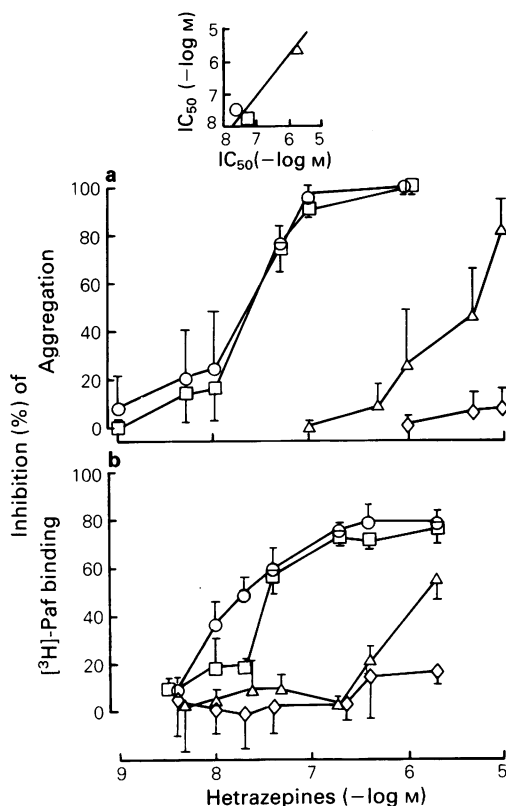 5
6
7
8
IC50 (−log M)
8 7 6 5
IC50(−log M)
a
100
80
60
40
20
0
Aggregation
Inhibition (%) of
b
100
80
60
40
20
0
[³H]-Paf binding
9 8 7 6 5
Hetrazepines (−log M)